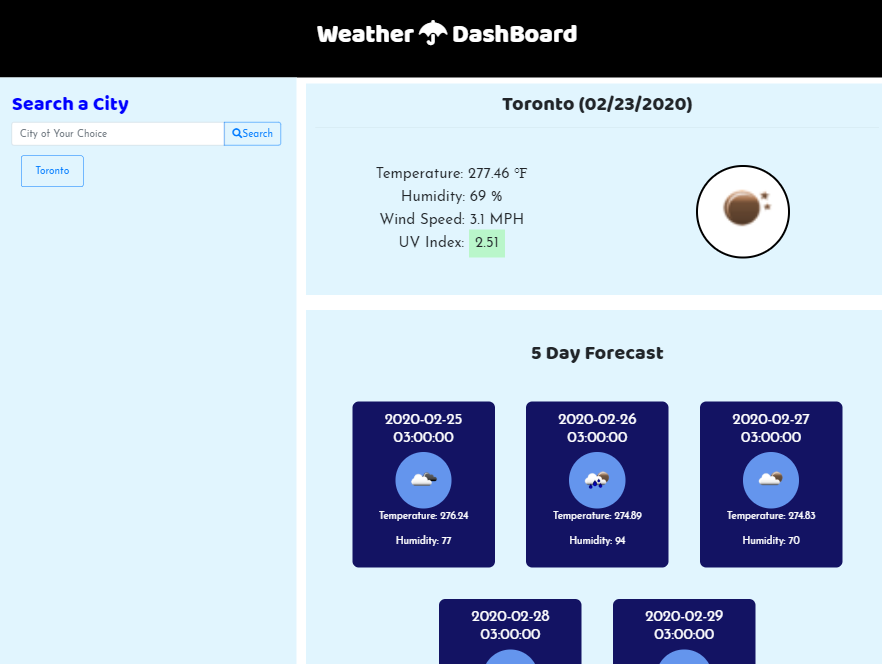 Weather DashBoard
Search a City
City of Your Choice
Search
Toronto
Toronto (02/23/2020)
Temperature: 277.46 °F
Humidity: 69 %
Wind Speed: 3.1 MPH
UV Index: 2.51
5 Day Forecast
2020-02-25
03:00:00
Temperature: 276.24
Humidity: 77
2020-02-26
03:00:00
Temperature: 274.89
Humidity: 94
2020-02-27
03:00:00
Temperature: 274.83
Humidity: 70
2020-02-28
03:00:00
2020-02-29
03:00:00